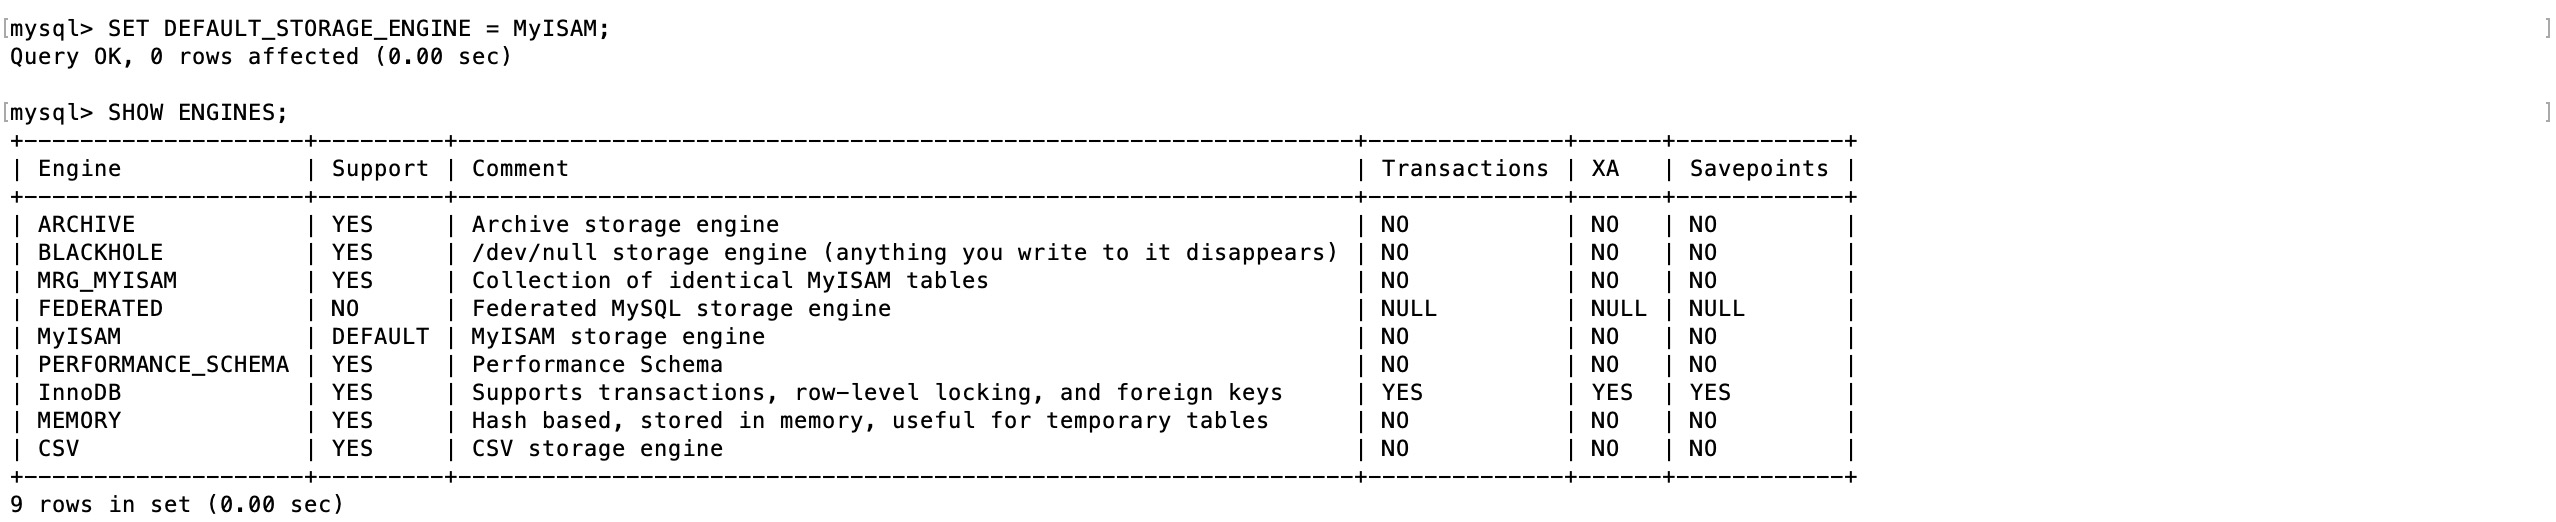 [mysql> SET DEFAULT_STORAGE_ENGINE = MyISAM; ]
Query OK, 0 rows affected (0.00 sec)
[mysql> SHOW ENGINES; ]
+--------------------+---------+----------------------------------------------------------------+--------------+------+------------+
| Engine             | Support | Comment                                                        | Transactions | XA   | Savepoints |
+--------------------+---------+----------------------------------------------------------------+--------------+------+------------+
| ARCHIVE            | YES     | Archive storage engine                                         | NO           | NO   | NO         |
| BLACKHOLE          | YES     | /dev/null storage engine (anything you write to it disappears) | NO           | NO   | NO         |
| MRG_MYISAM         | YES     | Collection of identical MyISAM tables                          | NO           | NO   | NO         |
| FEDERATED          | NO      | Federated MySQL storage engine                                 | NULL         | NULL | NULL       |
| MyISAM             | DEFAULT | MyISAM storage engine                                          | NO           | NO   | NO         |
| PERFORMANCE_SCHEMA | YES     | Performance Schema                                             | NO           | NO   | NO         |
| InnoDB             | YES     | Supports transactions, row-level locking, and foreign keys     | YES          | YES  | YES        |
| MEMORY             | YES     | Hash based, stored in memory, useful for temporary tables      | NO           | NO   | NO         |
| CSV                | YES     | CSV storage engine                                             | NO           | NO   | NO         |
+--------------------+---------+----------------------------------------------------------------+--------------+------+------------+
9 rows in set (0.00 sec)